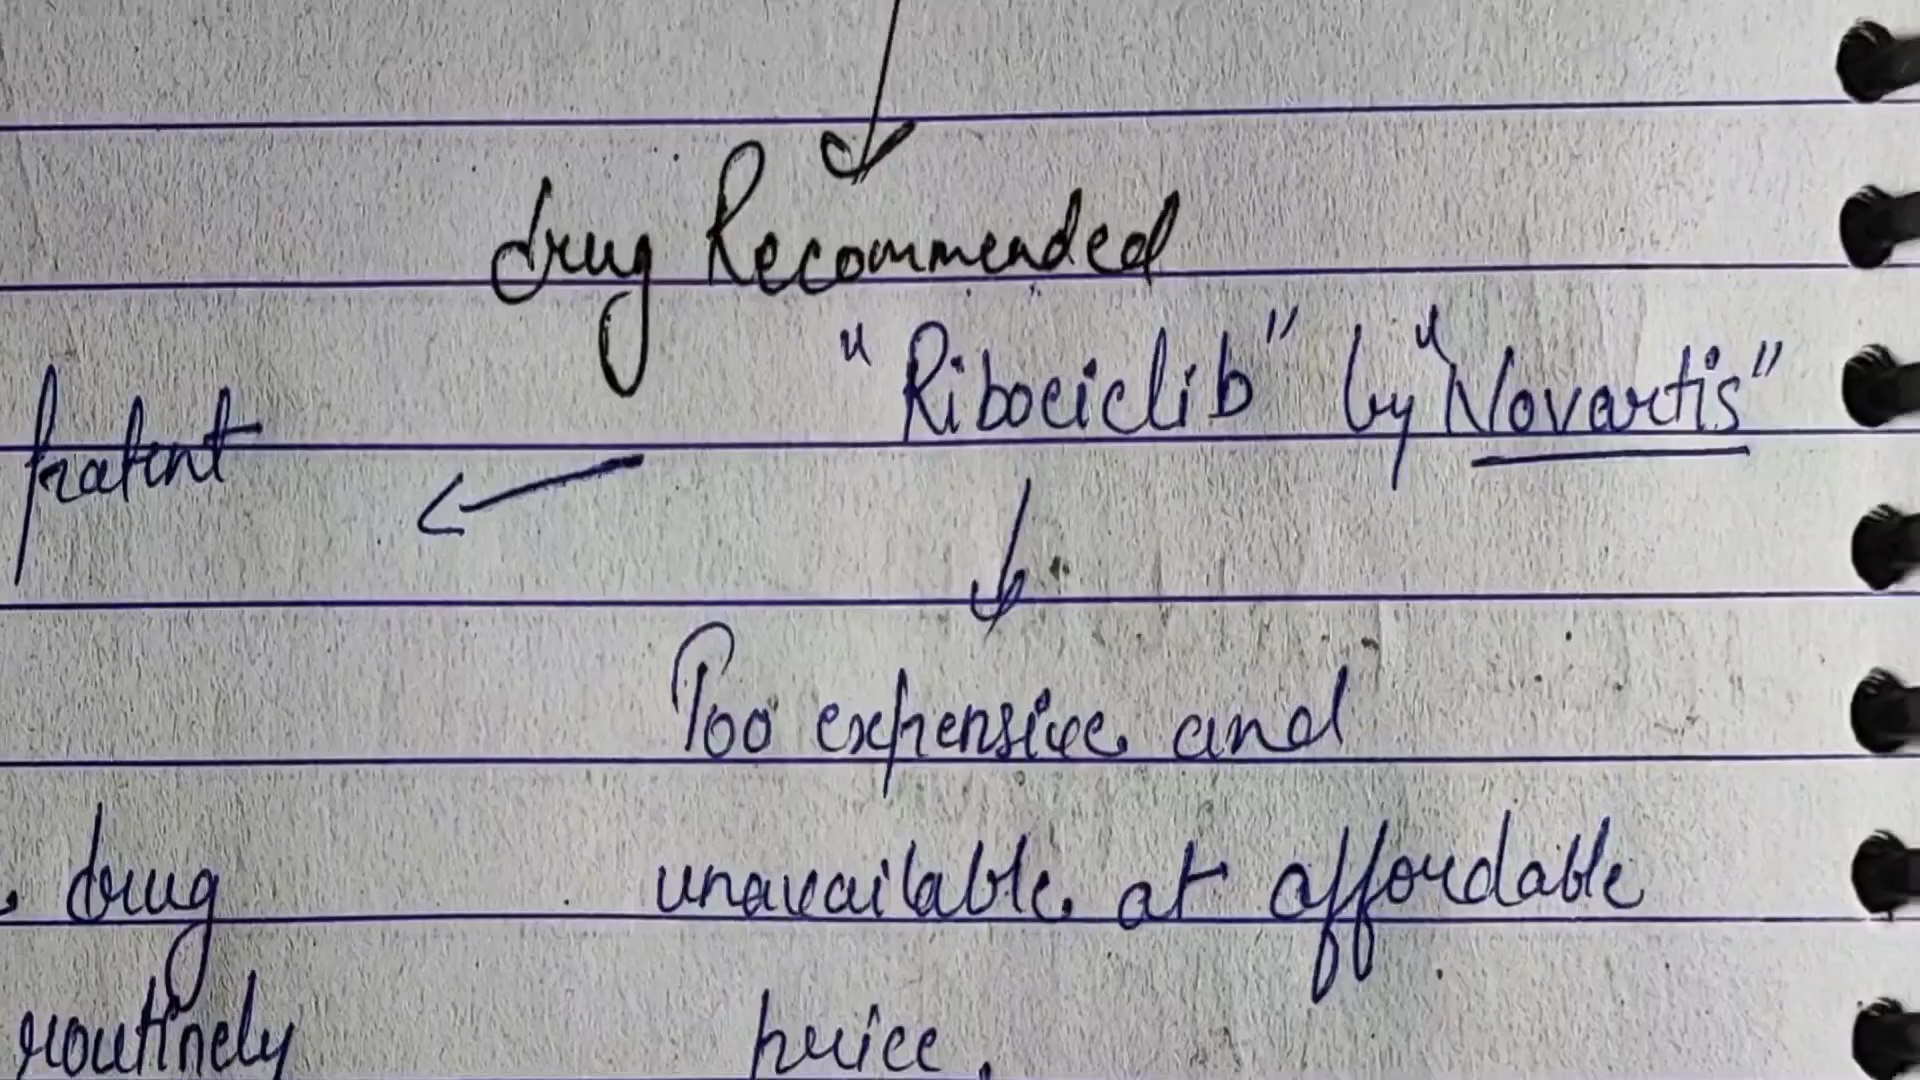 drug Recommended
"Ribociclib" by "Novartis"
patent
Too expensive and
drug unavailable at affordable
routinely price.